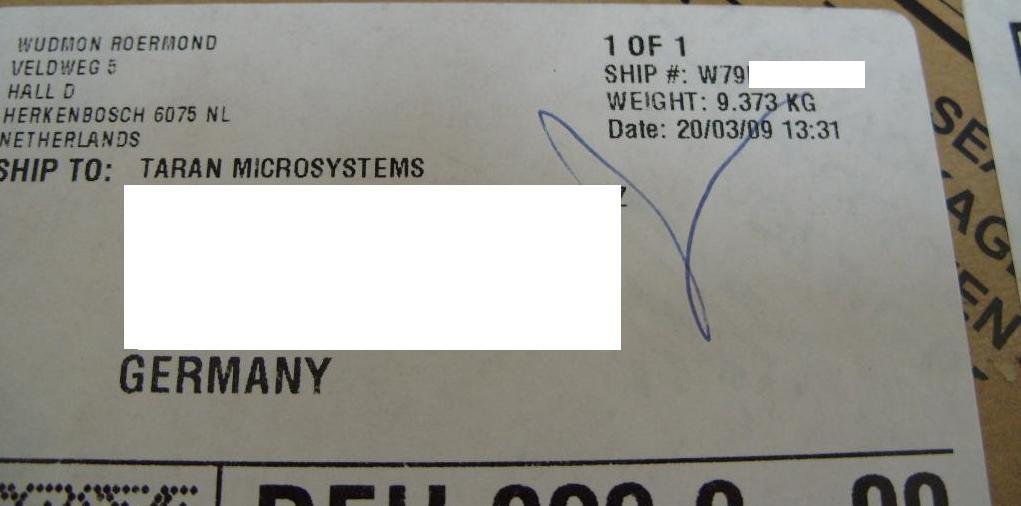 WUDMON ROERMOND
VELDWEG 5
HALL D
HERKENBOSCH 6075 NL
NETHERLANDS
SHIP TO: TARAN MICROSYSTEMS
GERMANY
1 OF 1
SHIP #: W79
WEIGHT: 9.373 KG
Date: 20/03/09 13:31